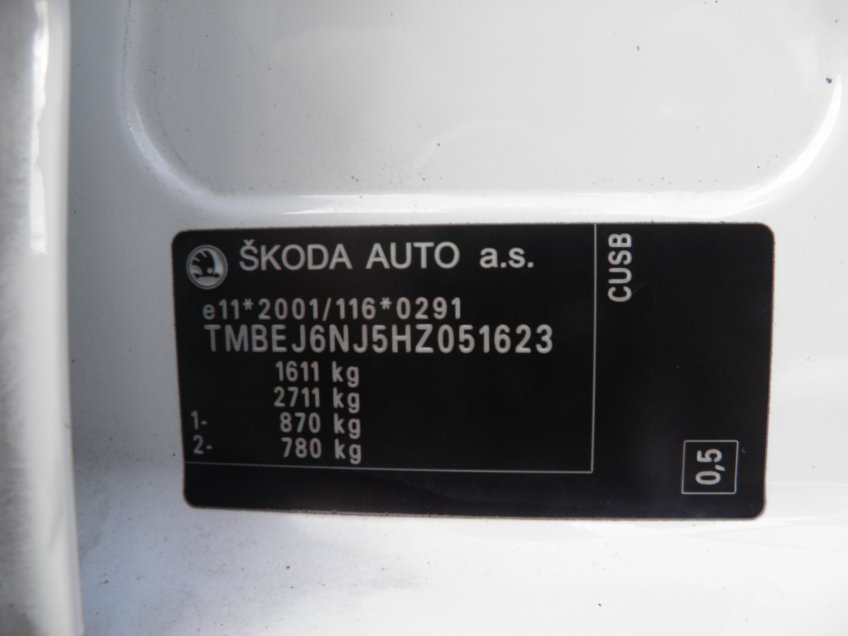 ŠKODA AUTO a.s.
e11*2001/116*0291
TMBEJ6NJ5HZ051623
1611 kg
2711 kg
1- 870 kg
2- 780 kg
CUSB
0,5